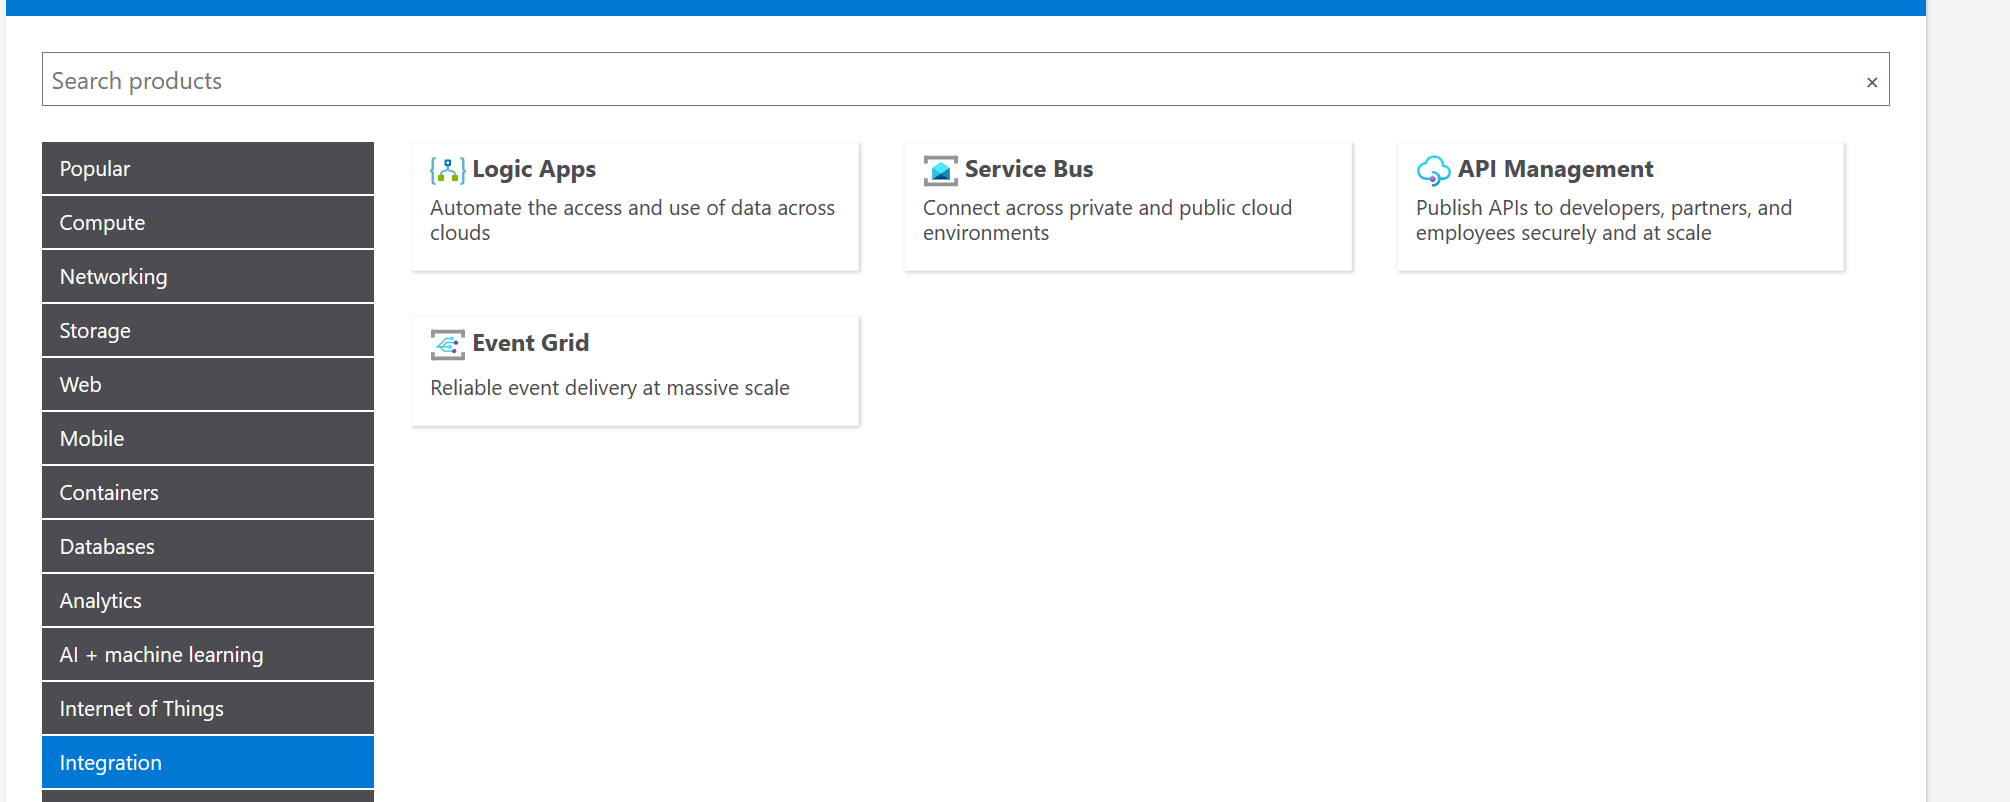 Search products
×
Popular
Compute
Networking
Storage
Web
Mobile
Containers
Databases
Analytics
AI + machine learning
Internet of Things
Integration
Logic Apps
Automate the access and use of data across
clouds
Service Bus
Connect across private and public cloud
environments
API Management
Publish APIs to developers, partners, and
employees securely and at scale
Event Grid
Reliable event delivery at massive scale